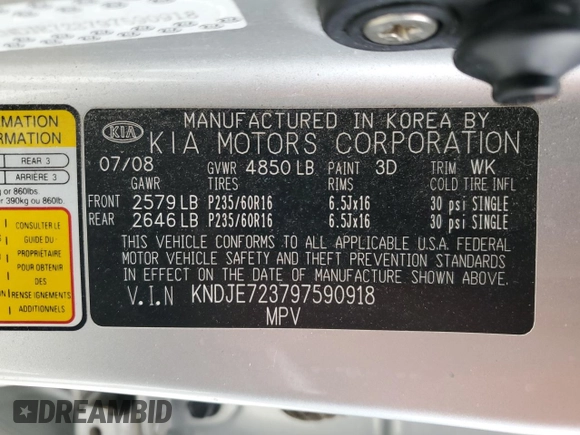 MANUFACTURED IN KOREA BY
KIA KIA MOTORS CORPORATION
07/08 GVWR 4850 LB PAINT 3D TRIM WK
GAWR TIRES RIMS COLD TIRE INFL
FRONT 2579 LB P235/60R16 6.5Jx16 30 psi SINGLE
REAR 2646 LB P235/60R16 6.5Jx16 30 psi SINGLE
THIS VEHICLE CONFORMS TO ALL APPLICABLE U.S.A. FEDERAL
MOTOR VEHICLE SAFETY AND THEFT PREVENTION STANDARDS
IN EFFECT ON THE DATE OF MANUFACTURE SHOWN ABOVE.
V.I.N KNDJE723797590918
MPV
REAR 3
ARRIÈRE 3
or 860lbs.
390kg ou 860lb.
CONSULTER LE
GUIDE DU
PROPRIÉTAIRE
POUR OBTENIR
DES
RENSEIGNEMENTS
ADDITIONNELS
DREAMBID